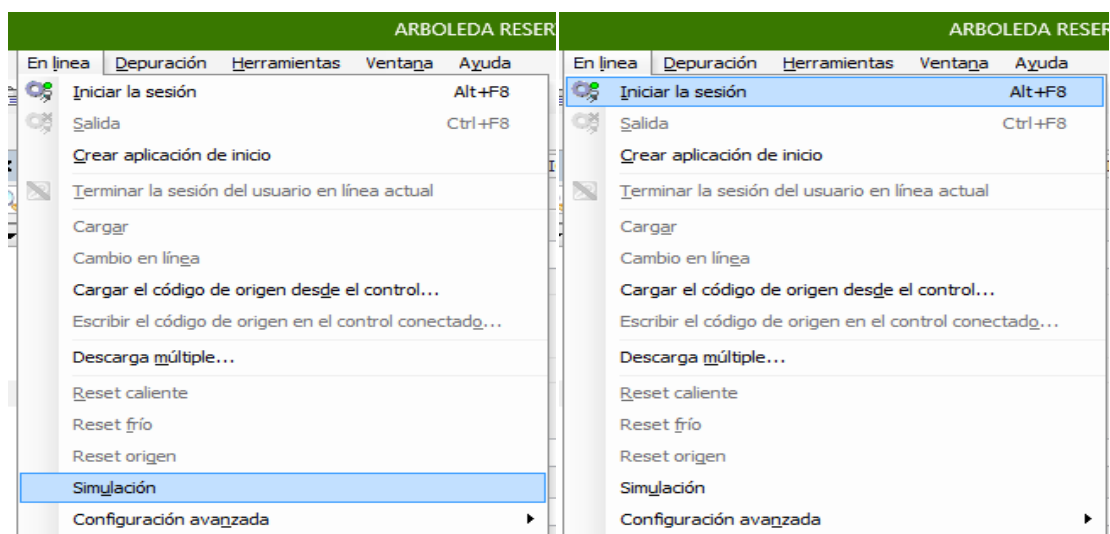 ARBOLEDA RESER
En línea Depuración Herramientas Ventana Ayuda
Iniciar la sesión Alt+F8
Salida Ctrl+F8
Crear aplicación de inicio
Terminar la sesión del usuario en línea actual
Cargar
Cambio en línea
Cargar el código de origen desde el control...
Escribir el código de origen en el control conectado...
Descarga múltiple...
Reset caliente
Reset frío
Reset origen
Simulación
Configuración avanzada
ARBOLEDA RESER
En línea Depuración Herramientas Ventana Ayuda
Iniciar la sesión Alt+F8
Salida Ctrl+F8
Crear aplicación de inicio
Terminar la sesión del usuario en línea actual
Cargar
Cambio en línea
Cargar el código de origen desde el control...
Escribir el código de origen en el control conectado...
Descarga múltiple...
Reset caliente
Reset frío
Reset origen
Simulación
Configuración avanzada